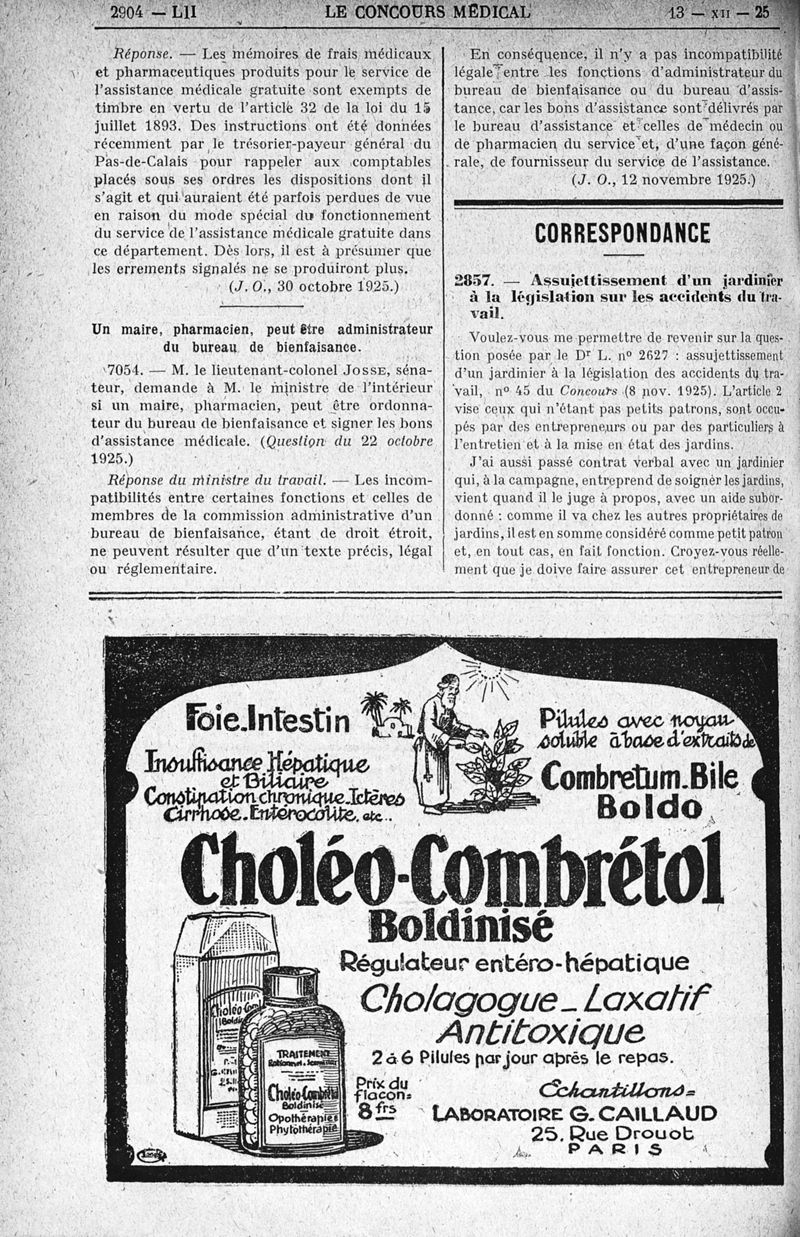 2904 — LII
LE CONCOURS MÉDICAL
13 — XII — 25
Réponse. — Les mémoires de frais médicaux
et pharmaceutiques produits pour le service de
l'assistance médicale gratuite sont exempts de
timbre en vertu de l'article 32 de la loi du 15
juillet 1893. Des instructions ont été données
récemment par le trésorier-payeur général du
Pas-de-Calais pour rappeler aux comptables
placés sous ses ordres les dispositions dont il
s'agit et qui auraient été parfois perdues de vue
en raison du mode spécial du fonctionnement
du service de l'assistance médicale gratuite dans
ce département. Dès lors, il est à présumer que
les errements signalés ne se produiront plus.
(J. O., 30 octobre 1925.)
Un maire, pharmacien, peut être administrateur
du bureau de bienfaisance.
7054. — M. le lieutenant-colonel JOSSE, séna-
teur, demande à M. le ministre de l'intérieur
si un maire, pharmacien, peut être ordonna-
teur du bureau de bienfaisance et signer les bons
d'assistance médicale. (Question du 22 octobre
1925.)
Réponse du ministre du travail. — Les incom-
patibilités entre certaines fonctions et celles de
membres de la commission administrative d'un
bureau de bienfaisance, étant de droit étroit,
ne peuvent résulter que d'un texte précis, légal
ou réglementaire.
En conséquence, il n'y a pas incompatibilité
légale entre les fonctions d'administrateur du
bureau de bienfaisance ou du bureau d'assis-
tance, car les bons d'assistance sont délivrés par
le bureau d'assistance et celles de médecin ou
de pharmacien du service et, d'une façon géné-
rale, de fournisseur du service de l'assistance.
(J. O., 12 novembre 1925.)
CORRESPONDANCE
2857. — Assujettissement d'un jardinier
à la législation sur les accidents du tra-
vail.
Voulez-vous me permettre de revenir sur la ques-
tion posée par le Dr L. n° 2627 : assujettissement
d'un jardinier à la législation des accidents du tra-
vail, n° 45 du Concours (8 nov. 1925). L'article 2
vise ceux qui n'étant pas petits patrons, sont occu-
pés par des entrepreneurs ou par des particuliers à
l'entretien et à la mise en état des jardins.
J'ai aussi passé contrat verbal avec un jardinier
qui, à la campagne, entreprend de soigner les jardins,
vient quand il le juge à propos, avec un aide subor-
donné : comme il va chez les autres propriétaires de
jardins, il est en somme considéré comme petit patron
et, en tout cas, en fait fonction. Croyez-vous réelle-
ment que je doive faire assurer cet entrepreneur de
Foie-Intestin
Insuffisance Hépatique
et Biliaire
Constipation chronique-Ictères
Cirrhose-Entérocolite, etc..
Pilules avec noyau
soluble à base d'extraits de
Combretum-Bile
Boldo
Choléo-Combrétol
Boldinisé
Régulateur entéro-hépatique
Cholagogue - Laxatif
Antitoxique
2 à 6 Pilules par jour après le repas.
Choléo-Com
Boldi
TRAITEMENT
Choléo-Combrétol
Boldinisé
Opothérapie
Phytothérapie
Prix du
flacon:
8 frs
Échantillons=
LABORATOIRE G. CAILLAUD
25, Rue Drouot
PARIS